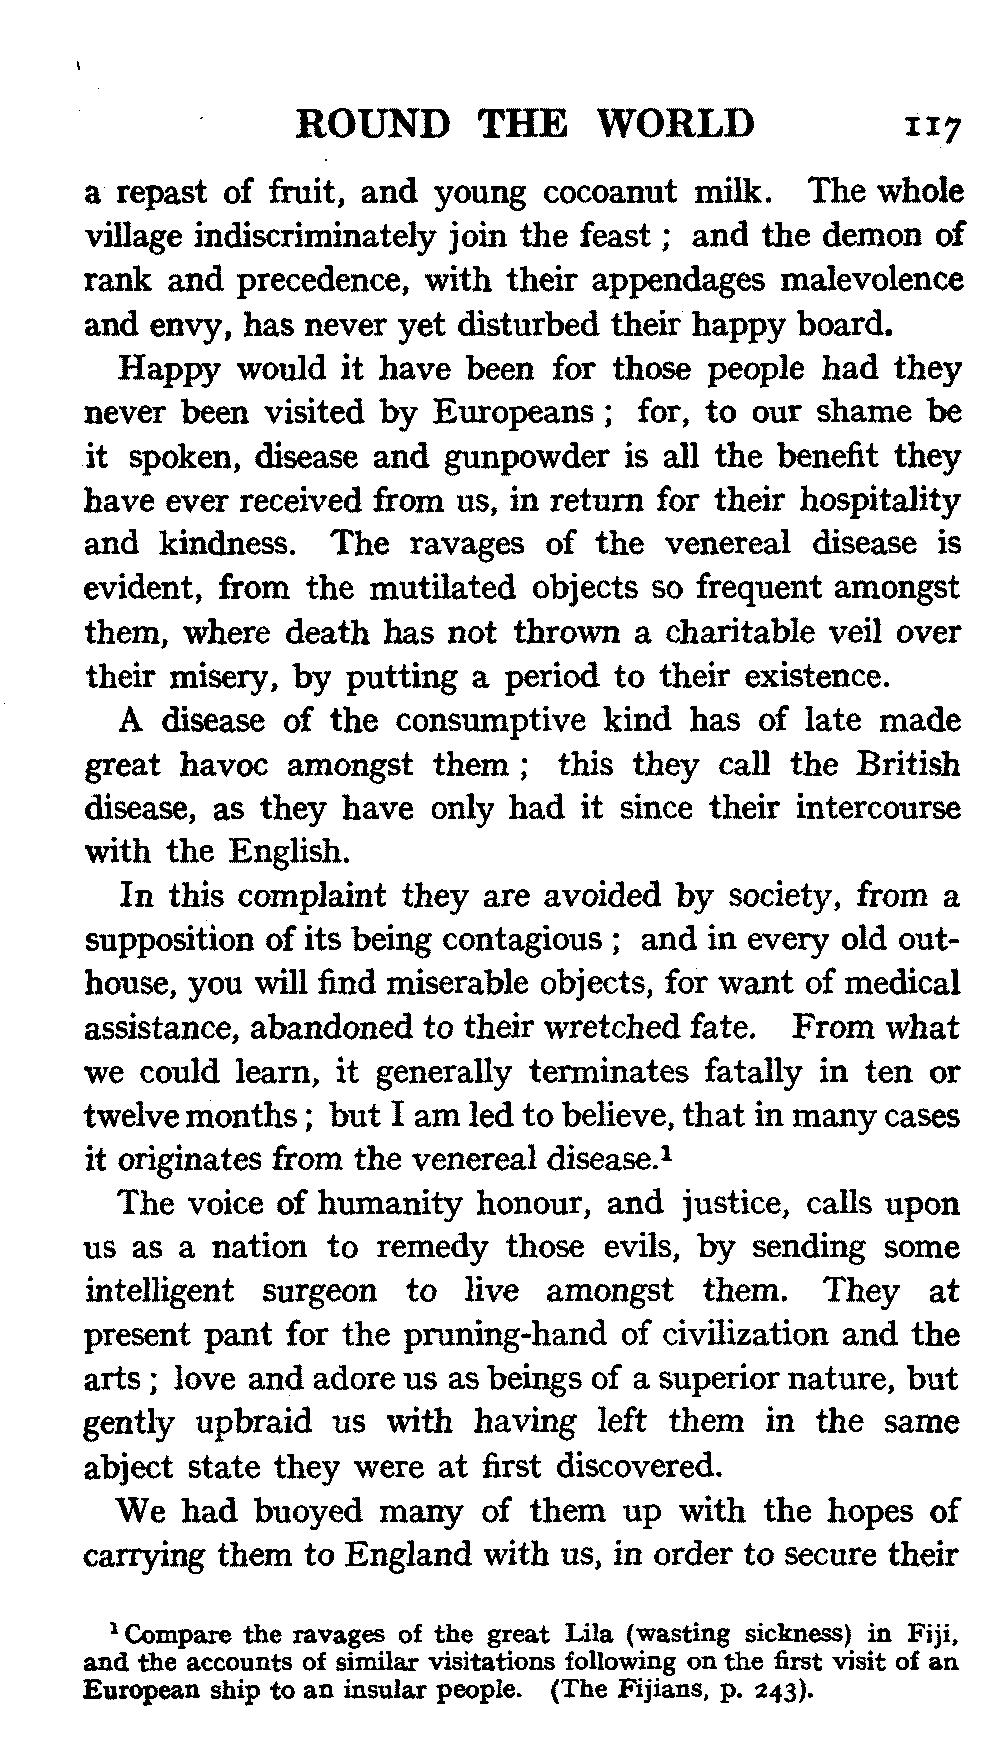 ROUND THE WORLD 117
a repast of fruit, and young cocoanut milk. The whole
village indiscriminately join the feast ; and the demon of
rank and precedence, with their appendages malevolence
and envy, has never yet disturbed their happy board.
Happy would it have been for those people had they
never been visited by Europeans ; for, to our shame be
it spoken, disease and gunpowder is all the benefit they
have ever received from us, in return for their hospitality
and kindness. The ravages of the venereal disease is
evident, from the mutilated objects so frequent amongst
them, where death has not thrown a charitable veil over
their misery, by putting a period to their existence.
A disease of the consumptive kind has of late made
great havoc amongst them ; this they call the British
disease, as they have only had it since their intercourse
with the English.
In this complaint they are avoided by society, from a
supposition of its being contagious ; and in every old out-
house, you will find miserable objects, for want of medical
assistance, abandoned to their wretched fate. From what
we could learn, it generally terminates fatally in ten or
twelve months ; but I am led to believe, that in many cases
it originates from the venereal disease.¹
The voice of humanity honour, and justice, calls upon
us as a nation to remedy those evils, by sending some
intelligent surgeon to live amongst them. They at
present pant for the pruning-hand of civilization and the
arts ; love and adore us as beings of a superior nature, but
gently upbraid us with having left them in the same
abject state they were at first discovered.
We had buoyed many of them up with the hopes of
carrying them to England with us, in order to secure their
¹ Compare the ravages of the great Lila (wasting sickness) in Fiji,
and the accounts of similar visitations following on the first visit of an
European ship to an insular people. (The Fijians, p. 243).